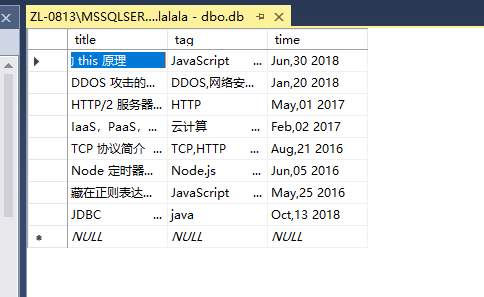 ZL-0813\MSSQLSER....lalala - dbo.db
title tag time
this 原理 JavaScript ... Jun,30 2018
DDOS 攻击的... DDOS,网络安... Jan,20 2018
HTTP/2 服务器... HTTP May,01 2017
IaaS，PaaS，... 云计算 Feb,02 2017
TCP 协议简介 ... TCP,HTTP ... Aug,21 2016
Node 定时器... Node.js ... Jun,05 2016
藏在正则表达... JavaScript ... May,25 2016
JDBC ... java Oct,13 2018
NULL NULL NULL